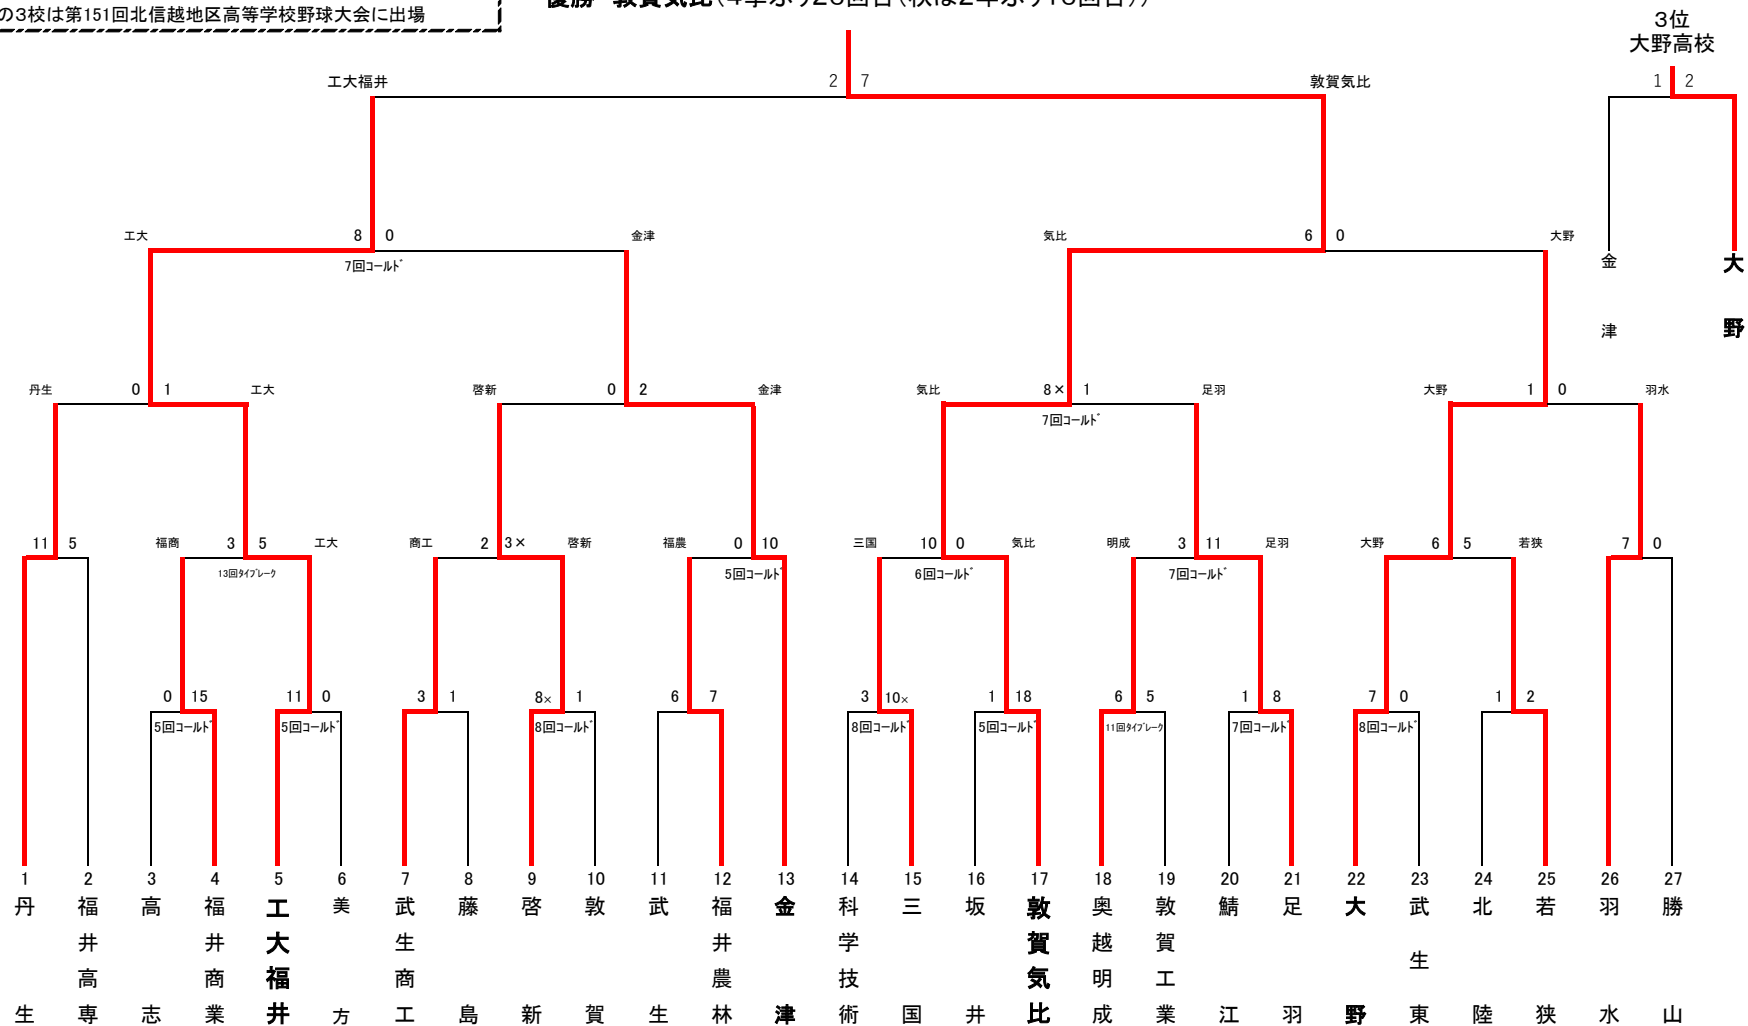 の3校は第151回北信越地区高等学校野球大会に出場
3位
大野高校
工大福井 2 7 敦賀気比 1 2
工大 8 0 金津 気比 6 0 大野
7回コールド
金津 大野
丹生 0 1 工大 啓新 0 2 金津 気比 8× 1 足羽 大野 1 0 羽水
7回コールド
11 5 福商 3 5 工大 商工 2 3× 啓新 福農 0 10 三国 10 0 気比 明成 3 11 足羽 大野 6 5 若狭 7 0
13回タイブレーク 5回コールド 6回コールド 7回コールド
0 15 11 0 3 1 8× 1 6 7 3 10× 1 18 6 5 1 8 7 0 1 2
5回コールド 5回コールド 8回コールド 8回コールド 5回コールド 11回タイブレーク 7回コールド 8回コールド
1 2 3 4 5 6 7 8 9 10 11 12 13 14 15 16 17 18 19 20 21 22 23 24 25 26 27
丹生
福井高専
高志
福井商業
工大福井
美方
武生商工
藤島
啓新
敦賀
武生
福井農林
金津
科学技術
三国
坂井
敦賀気比
奥越明成
敦賀工業
鯖江
足羽
大野
武生東
北陸
若狭
羽水
勝山